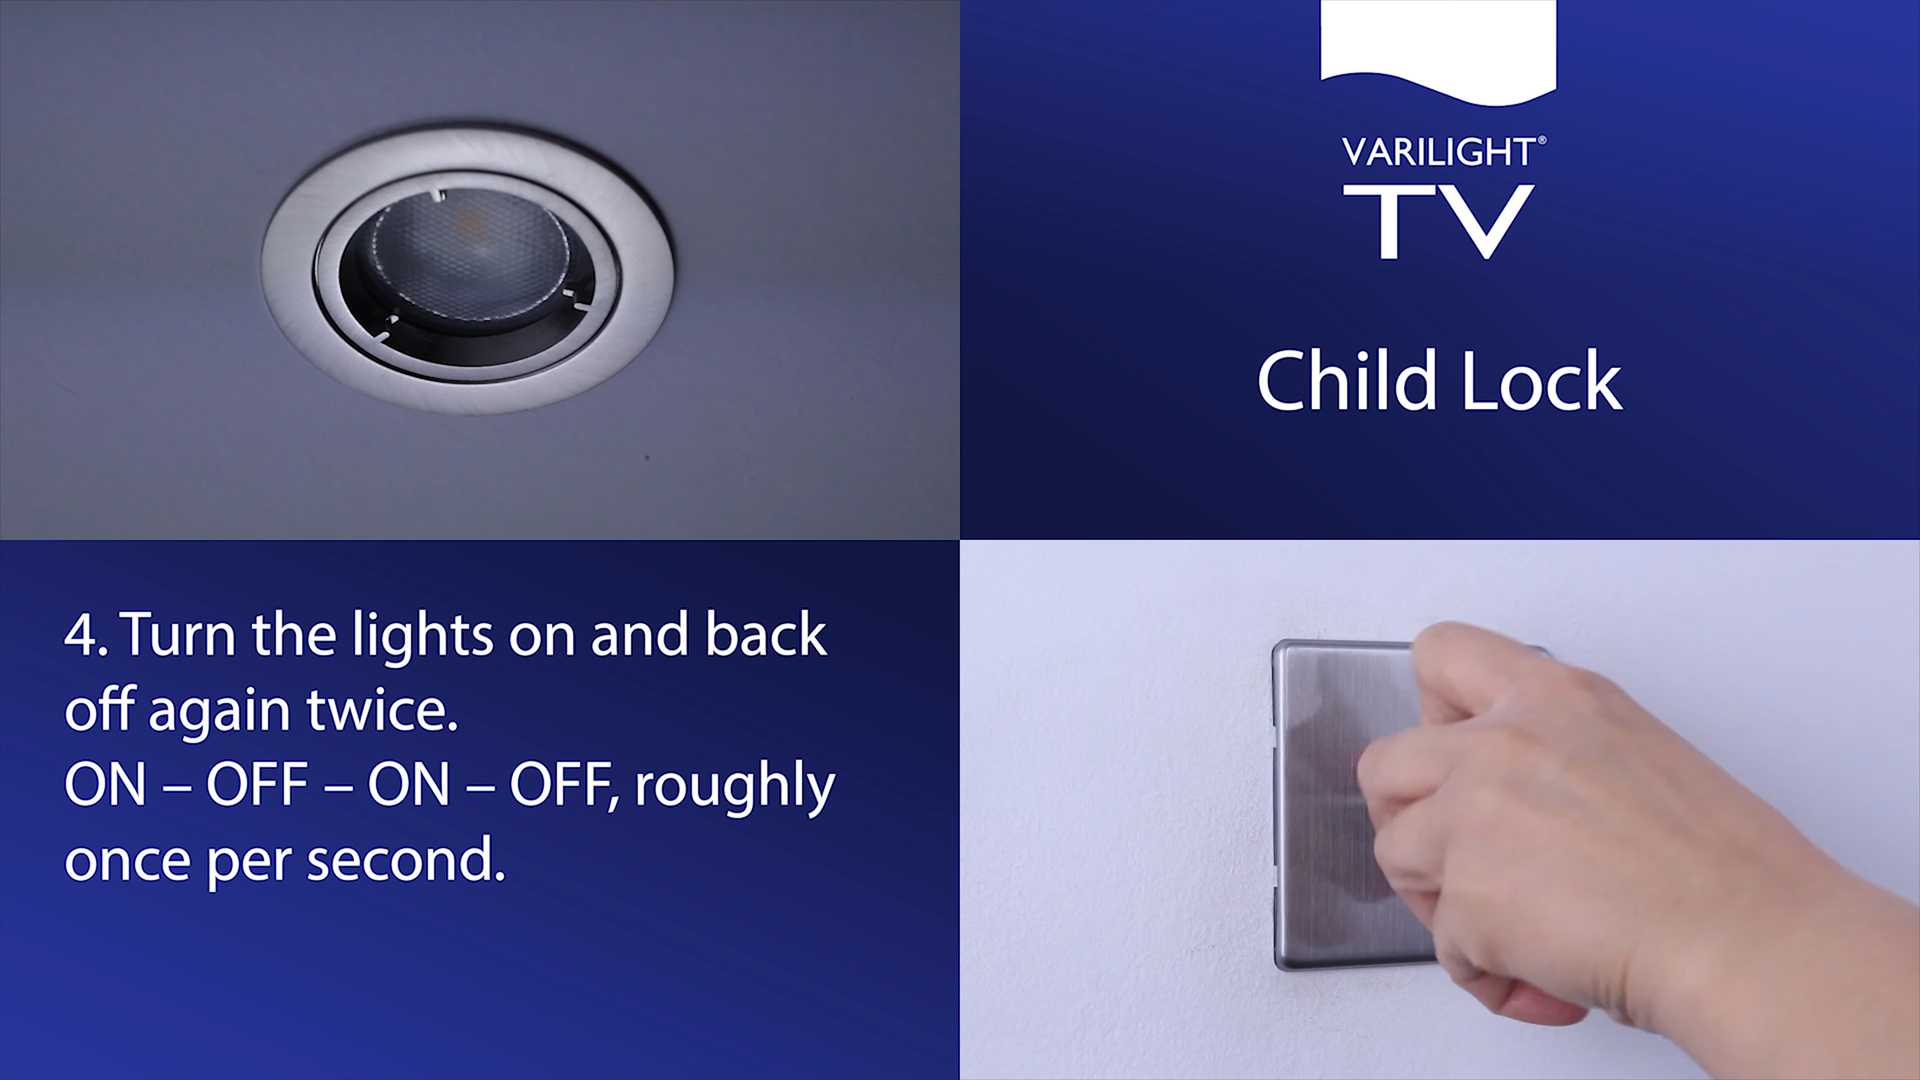 VARILIGHT®
TV
Child Lock
4. Turn the lights on and back
off again twice.
ON – OFF – ON – OFF, roughly
once per second.